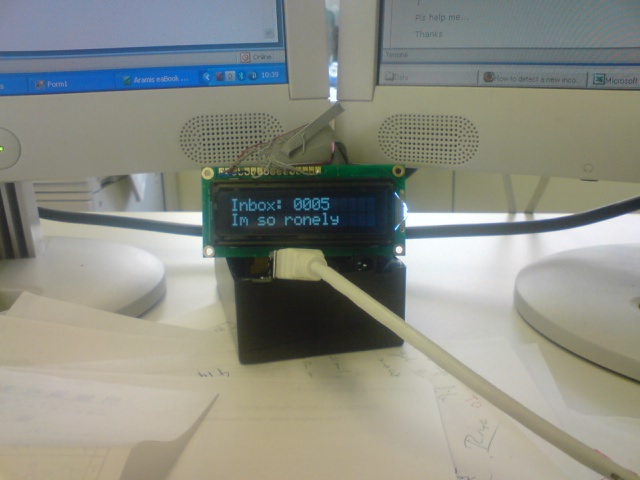 Plz help me...
Thanks
Online
Form1
Aramis eaBook ...
10:39
How to detect a new inco...
Microsoft
Inbox: 0005
Im so ronely